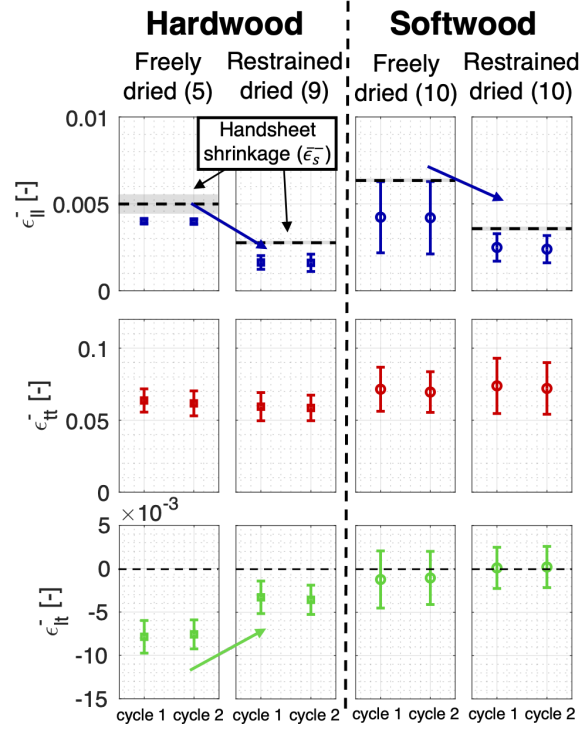 Hardwood Softwood
Freely Restrained Freely Restrained
dried (5) dried (9) dried (10) dried (10)
Handsheet
shrinkage (ε̄ₛ⁻)
0.01
0.005
0
ϵ⁻ₗₗ [-]
0.1
0.05
0
ϵ⁻ₜₜ [-]
×10⁻³
5
0
-5
-10
-15
ϵ⁻ₗₜ [-]
cycle 1 cycle 2 cycle 1 cycle 2 cycle 1 cycle 2 cycle 1 cycle 2